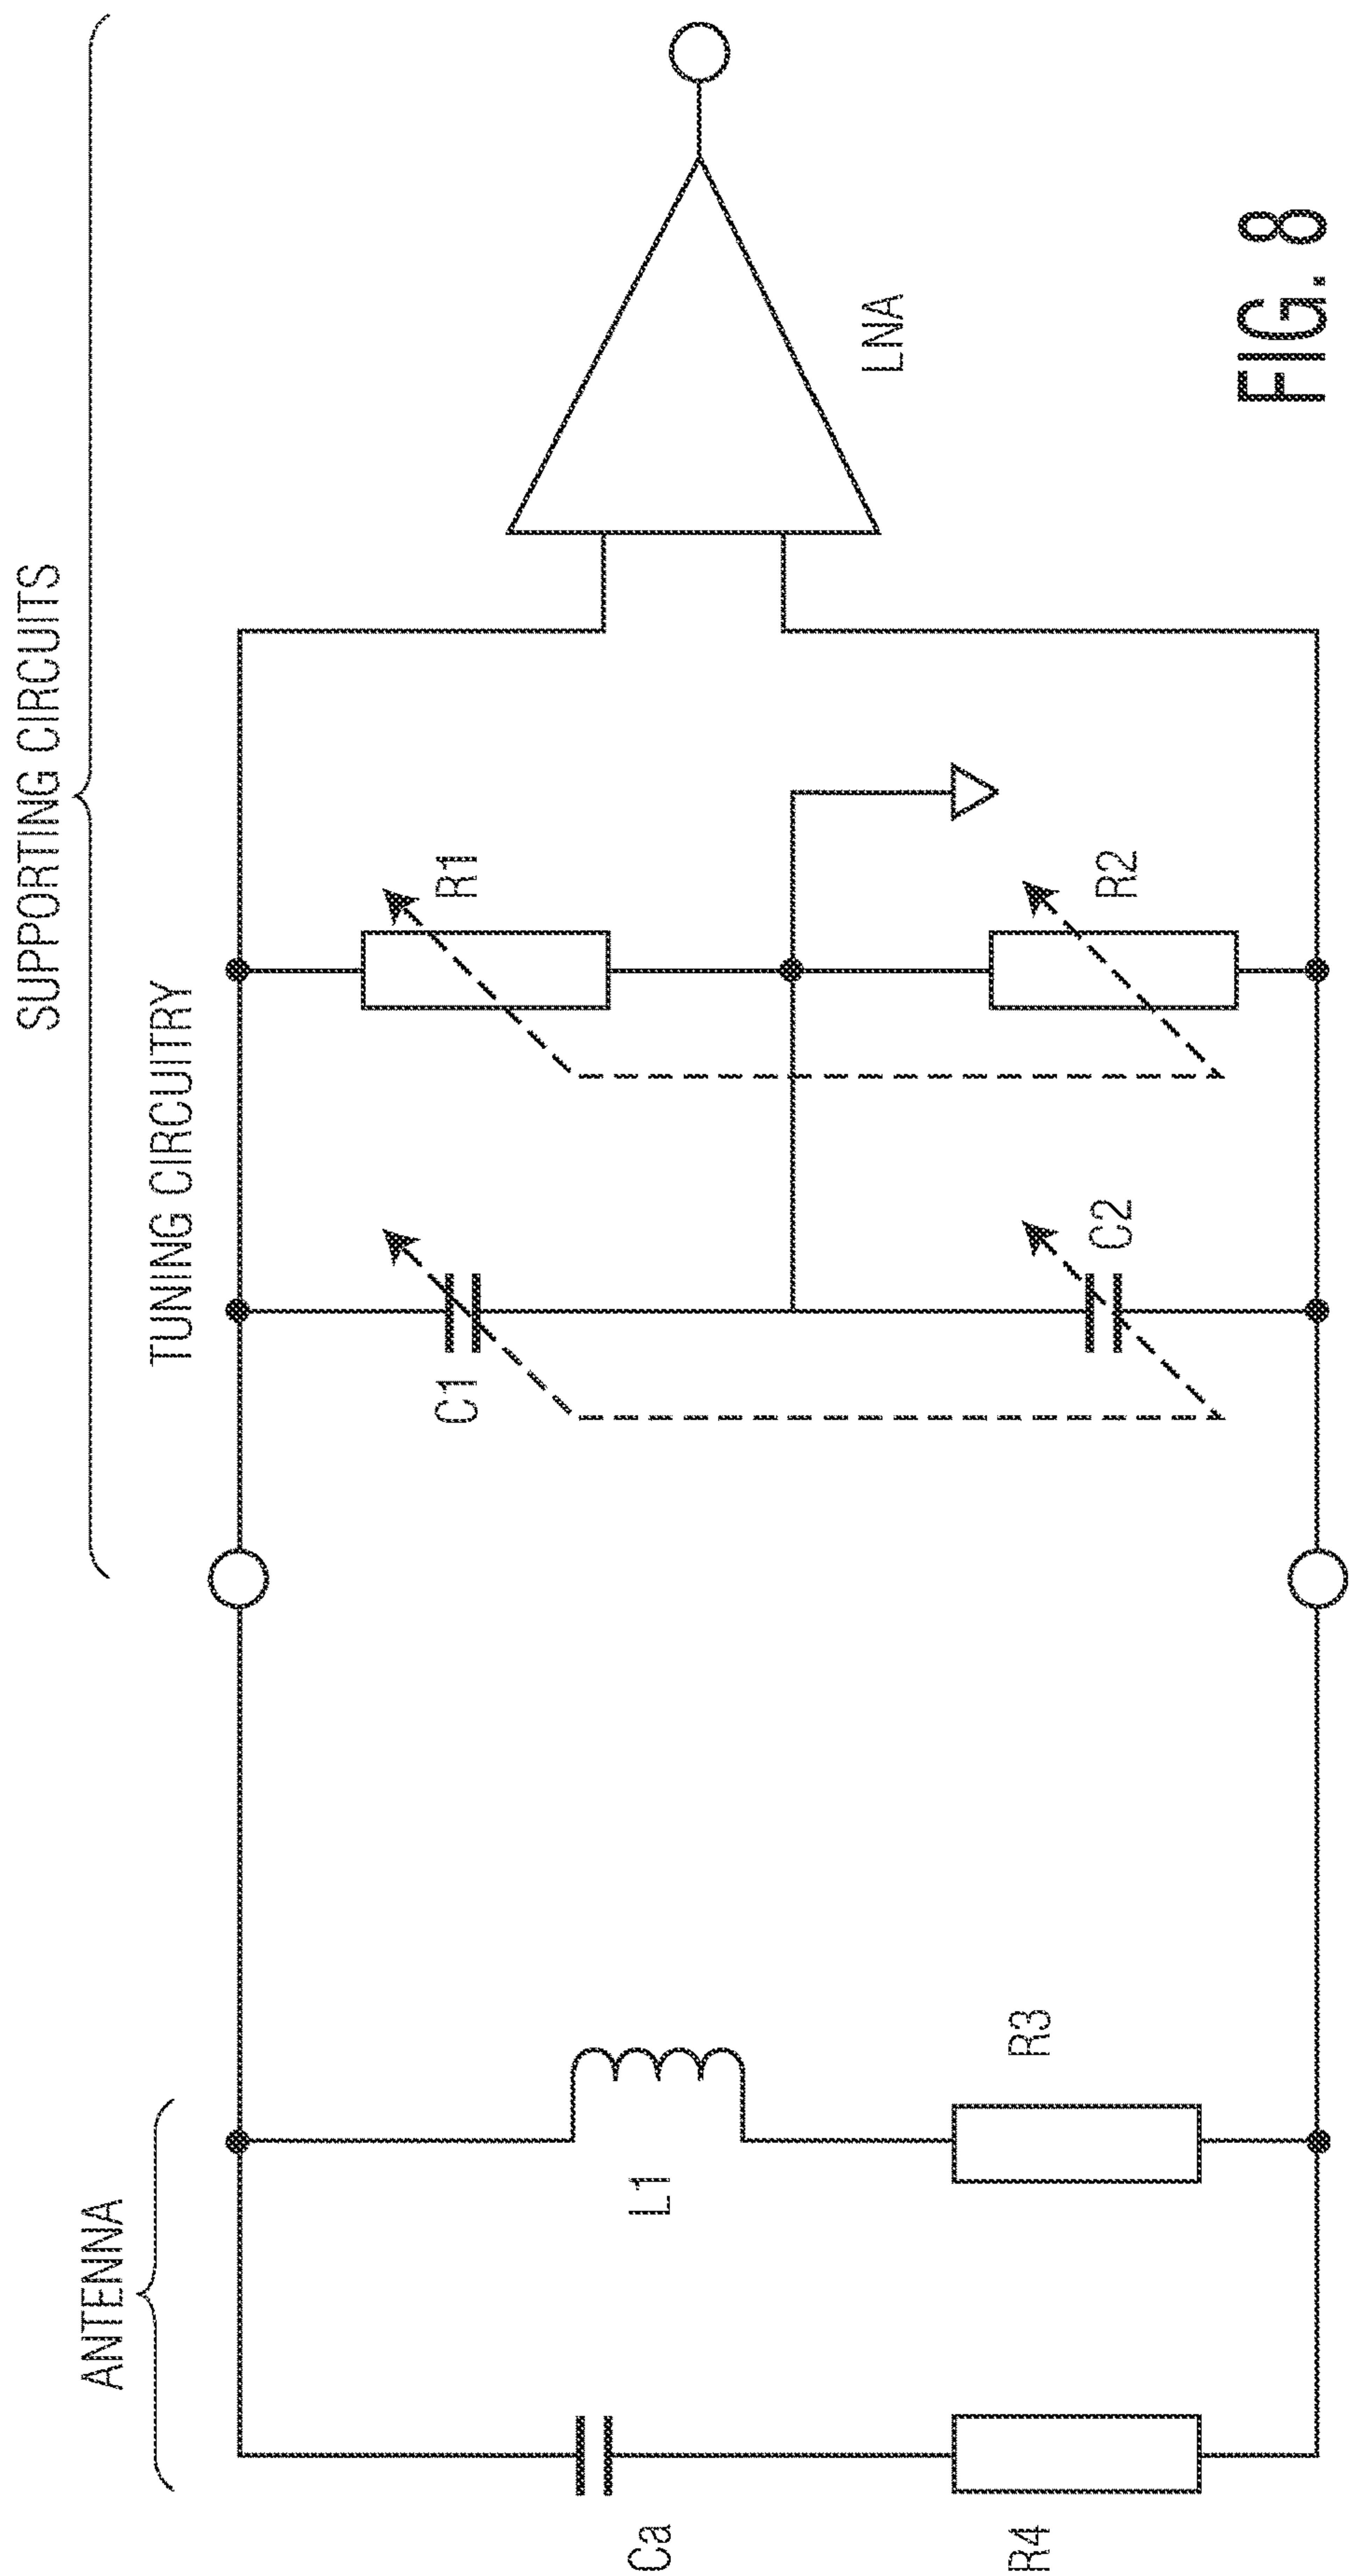 SUPPORTING CIRCUITS
ANTENNA
TUNING CIRCUITRY
Ca
L1
C1
R1
R4
R3
C2
R2
LNA
FIG. 8